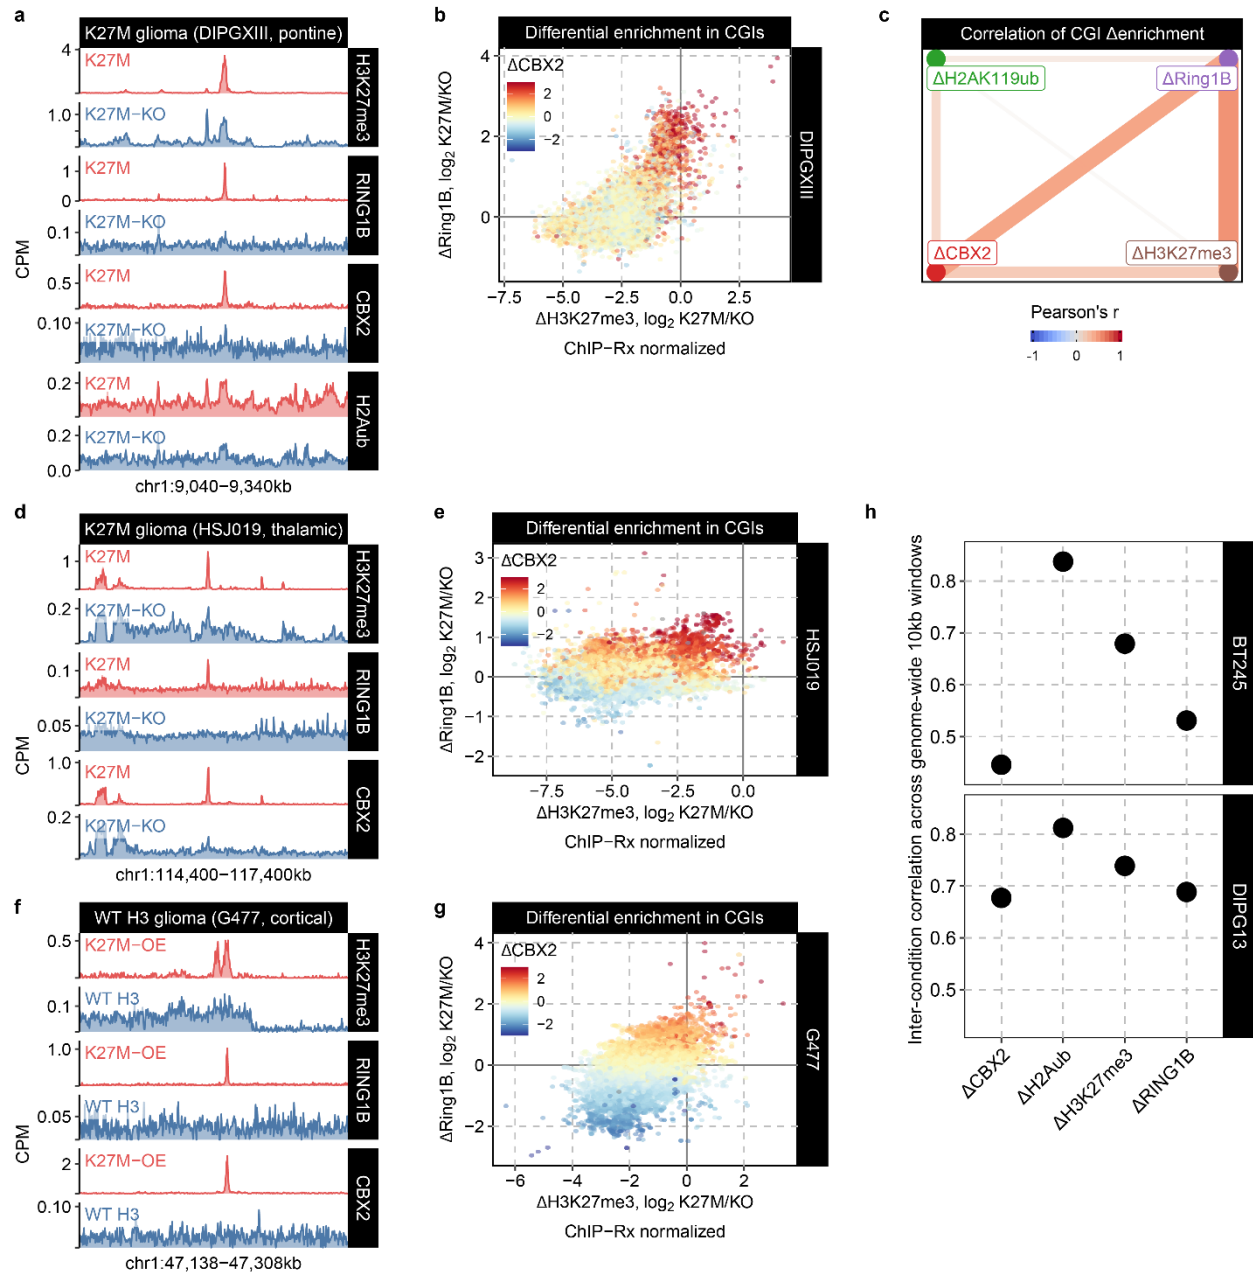 a
K27M glioma (DIPGXIII, pontine)
4
K27M
H3K27me3
1.0
K27M-KO
1
K27M
0
RING1B
K27M-KO
0.1
K27M
0.5
CBX2
0.10
K27M-KO
K27M
0.2
H2Aub
K27M-KO
0.2
0.0
CPM
chr1:9,040-9,340kb
b
Differential enrichment in CGIs
ΔCBX2
2
0
-2
4
2
0
ΔRing1B, log2 K27M/KO
DIPGXIII
-7.5 -5.0 -2.5 0.0 2.5
ΔH3K27me3, log2 K27M/KO
ChIP-Rx normalized
c
Correlation of CGI Δenrichment
ΔH2AK119ub
ΔRing1B
ΔCBX2
ΔH3K27me3
Pearson's r
-1 0 1
d
K27M glioma (HSJ019, thalamic)
K27M
1
H3K27me3
K27M-KO
0.2
K27M
0.1
RING1B
K27M-KO
0.05
K27M
1.0
CBX2
K27M-KO
0.2
CPM
chr1:114,400-117,400kb
e
Differential enrichment in CGIs
ΔCBX2
2
0
-2
3
2
1
0
-1
-2
ΔRing1B, log2 K27M/KO
HSJ019
-7.5 -5.0 -2.5 0.0
ΔH3K27me3, log2 K27M/KO
ChIP-Rx normalized
f
WT H3 glioma (G477, cortical)
K27M-OE
0.5
H3K27me3
WT H3
0.1
K27M-OE
1.0
RING1B
WT H3
0.05
K27M-OE
2
CBX2
WT H3
0.10
CPM
chr1:47,138-47,308kb
g
Differential enrichment in CGIs
ΔCBX2
2
0
-2
4
2
0
-2
ΔRing1B, log2 K27M/KO
G477
-6 -4 -2 0 2
ΔH3K27me3, log2 K27M/KO
ChIP-Rx normalized
h
Inter-condition correlation across genome-wide 10kb windows
0.8
0.7
0.6
0.5
BT245
0.8
0.7
0.6
0.5
DIPG13
ΔCBX2
ΔH2Aub
ΔH3K27me3
ΔRING1B